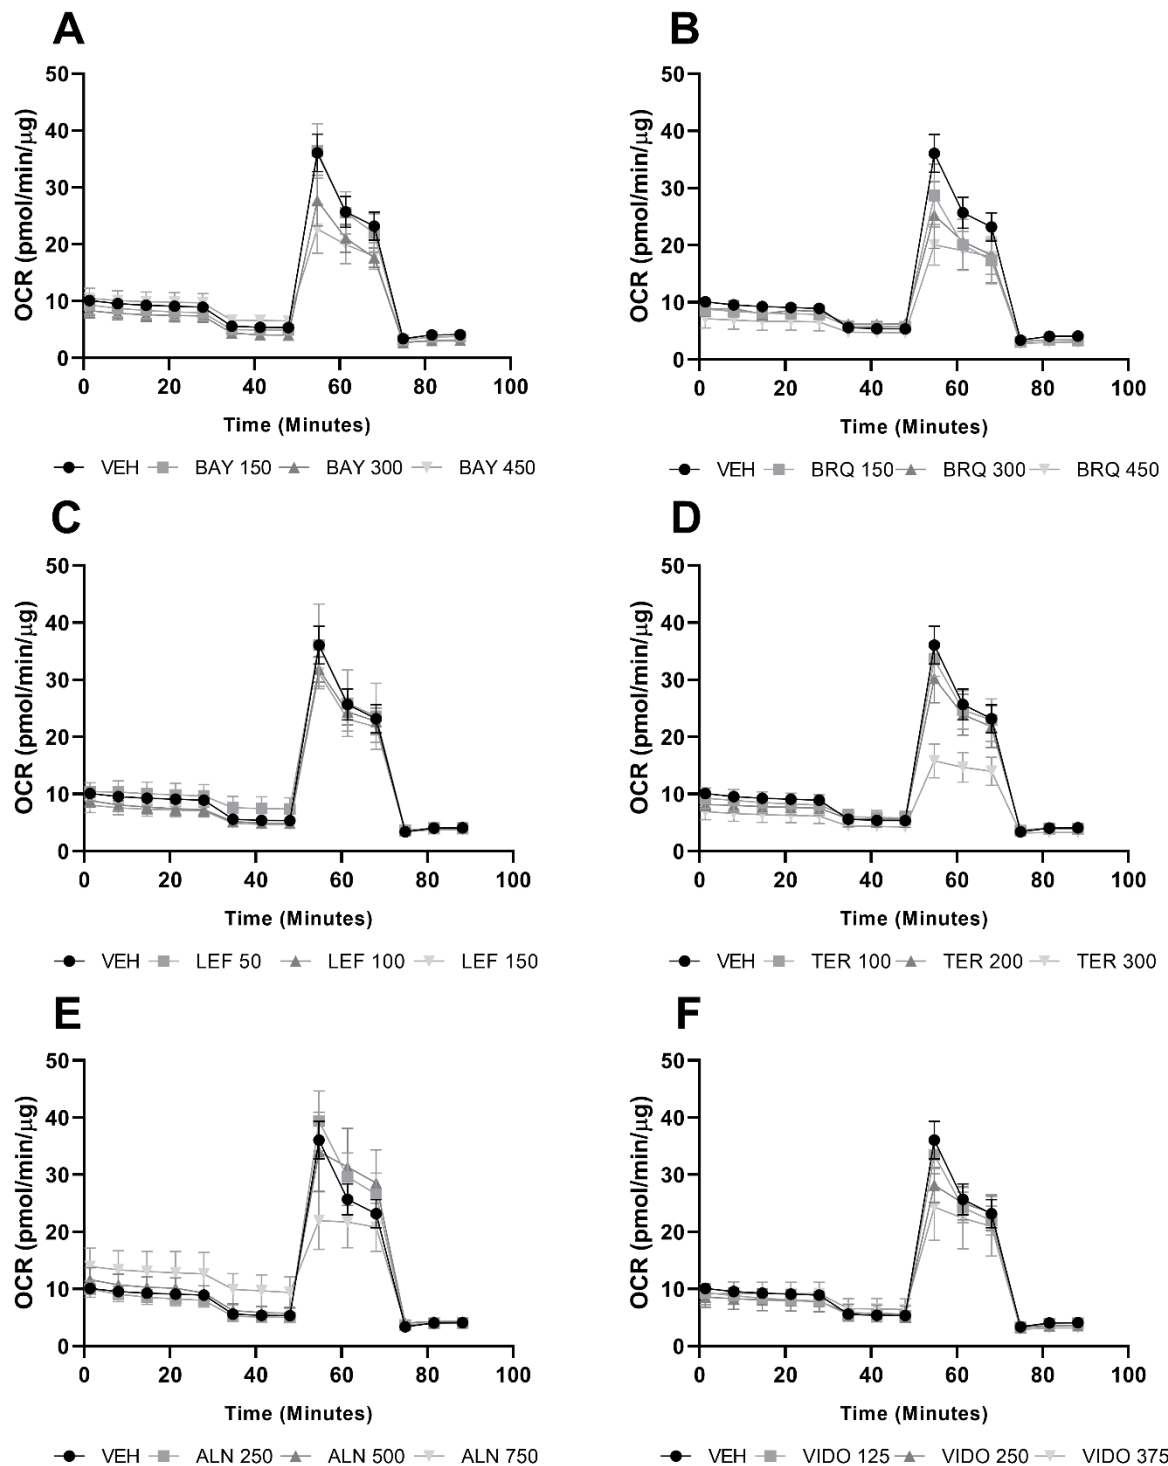 A
50
40
30
20
10
0
OCR (pmol/min/µg)
0 20 40 60 80 100
Time (Minutes)
VEH BAY 150 BAY 300 BAY 450
B
50
40
30
20
10
0
OCR (pmol/min/µg)
0 20 40 60 80 100
Time (Minutes)
VEH BRQ 150 BRQ 300 BRQ 450
C
50
40
30
20
10
0
OCR (pmol/min/µg)
0 20 40 60 80 100
Time (Minutes)
VEH LEF 50 LEF 100 LEF 150
D
50
40
30
20
10
0
OCR (pmol/min/µg)
0 20 40 60 80 100
Time (Minutes)
VEH TER 100 TER 200 TER 300
E
50
40
30
20
10
0
OCR (pmol/min/µg)
0 20 40 60 80 100
Time (Minutes)
VEH ALN 250 ALN 500 ALN 750
F
50
40
30
20
10
0
OCR (pmol/min/µg)
0 20 40 60 80 100
Time (Minutes)
VEH VIDO 125 VIDO 250 VIDO 375